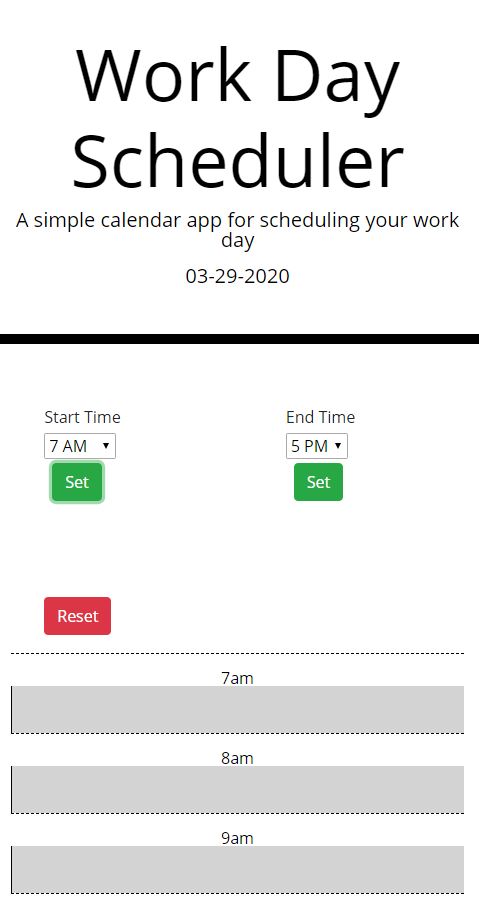 Work Day
Scheduler
A simple calendar app for scheduling your work
day
03-29-2020
Start Time
7 AM
Set
End Time
5 PM
Set
Reset
7am
8am
9am